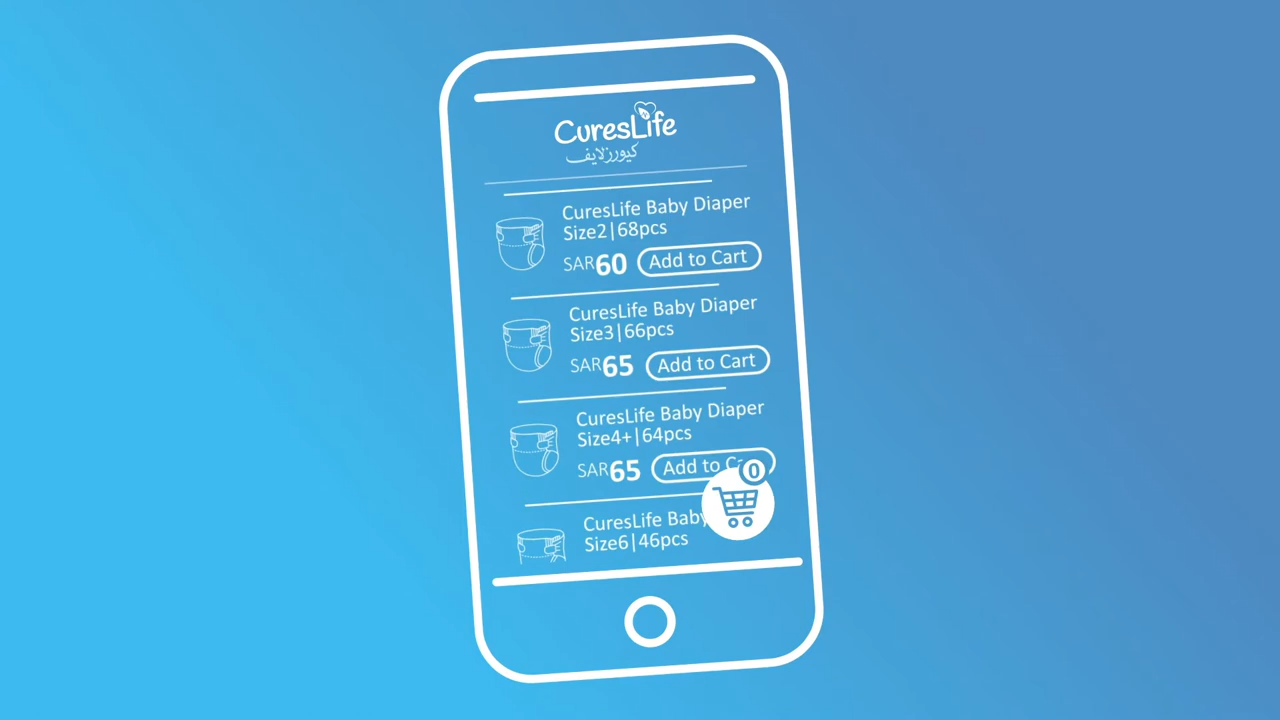 CuresLife
كيورزلايف
CuresLife Baby Diaper
Size2|68pcs
SAR60 Add to Cart
CuresLife Baby Diaper
Size3|66pcs
SAR65 Add to Cart
CuresLife Baby Diaper
Size4+|64pcs
SAR65 Add to
0
CuresLife Baby
Size6|46pcs